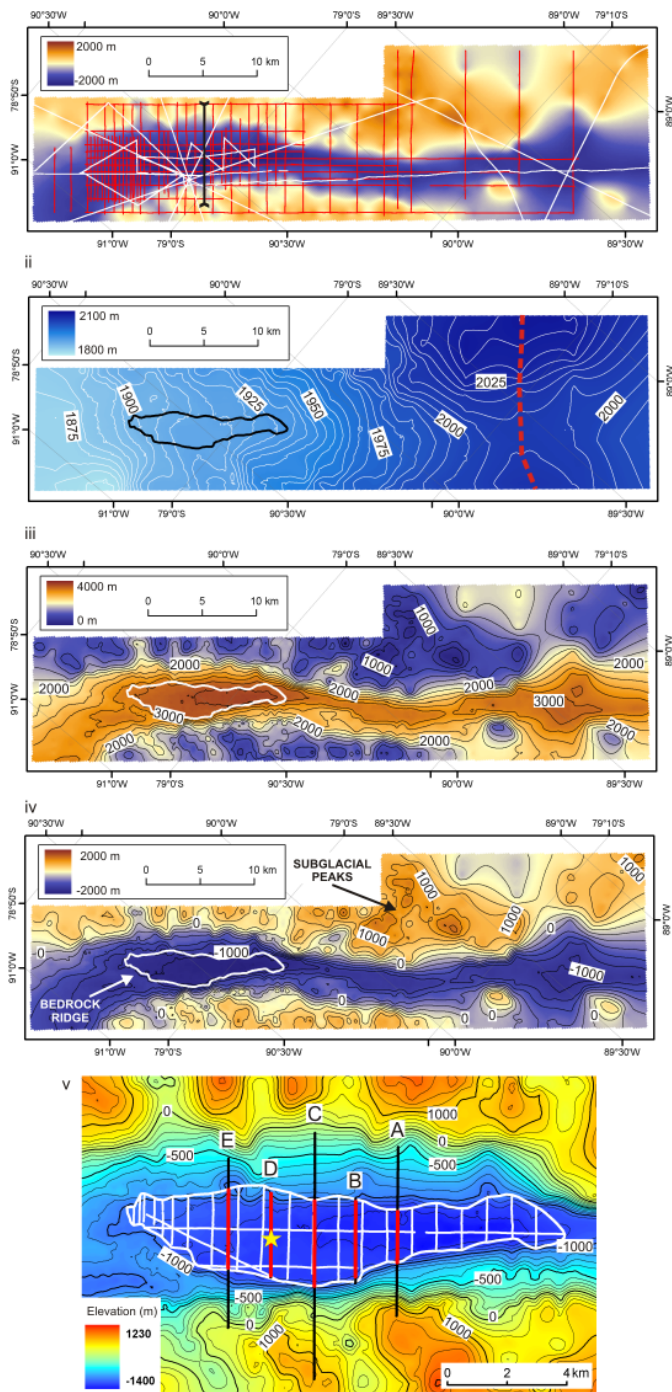 90°30'S 90°0'W 79°0'S 89°30'W 89°0'W 79°10'S
2000 m
-2000 m
0 5 10 km
78°50'S
89°0'W
91°0'W
91°0'W 79°0'S 90°30'W 90°0'W 89°30'W
ii
90°30'S 90°0'W 79°0'S 89°30'W 89°0'W 79°10'S
2100 m
1800 m
0 5 10 km
78°50'S
89°0'W
91°0'W
1875
1900
1925
1950
1975
2000
2025
2000
91°0'W 79°0'S 90°30'W 90°0'W 89°30'W
iii
90°30'W 90°0'W 79°0'S 89°30'W 89°0'W 79°10'S
4000 m
0 m
0 5 10 km
78°50'S
89°0'W
91°0'W
1000
1000
2000
2000
2000
2000
2000
3000
3000
2000
2000
2000
2000
91°0'W 79°0'S 90°30'W 90°0'W 89°30'W
iv
90°30'W 90°0'W 79°0'S 89°30'W 89°0'W 79°10'S
2000 m
-2000 m
0 5 10 km
78°50'S
89°0'W
91°0'W
SUBGLACIAL
PEAKS
1000
1000
1000
1000
0
0
-1000
0
0
-1000
BEDROCK
RIDGE
0
0
0
91°0'W 79°0'S 90°30'W 90°0'W 89°30'W
v
0
1000
C
A
E
0
-500
-500
D
B
-1000
-1000
-500
-500
0
0
1000
1000
Elevation (m)
1230
-1400
0 2 4 km